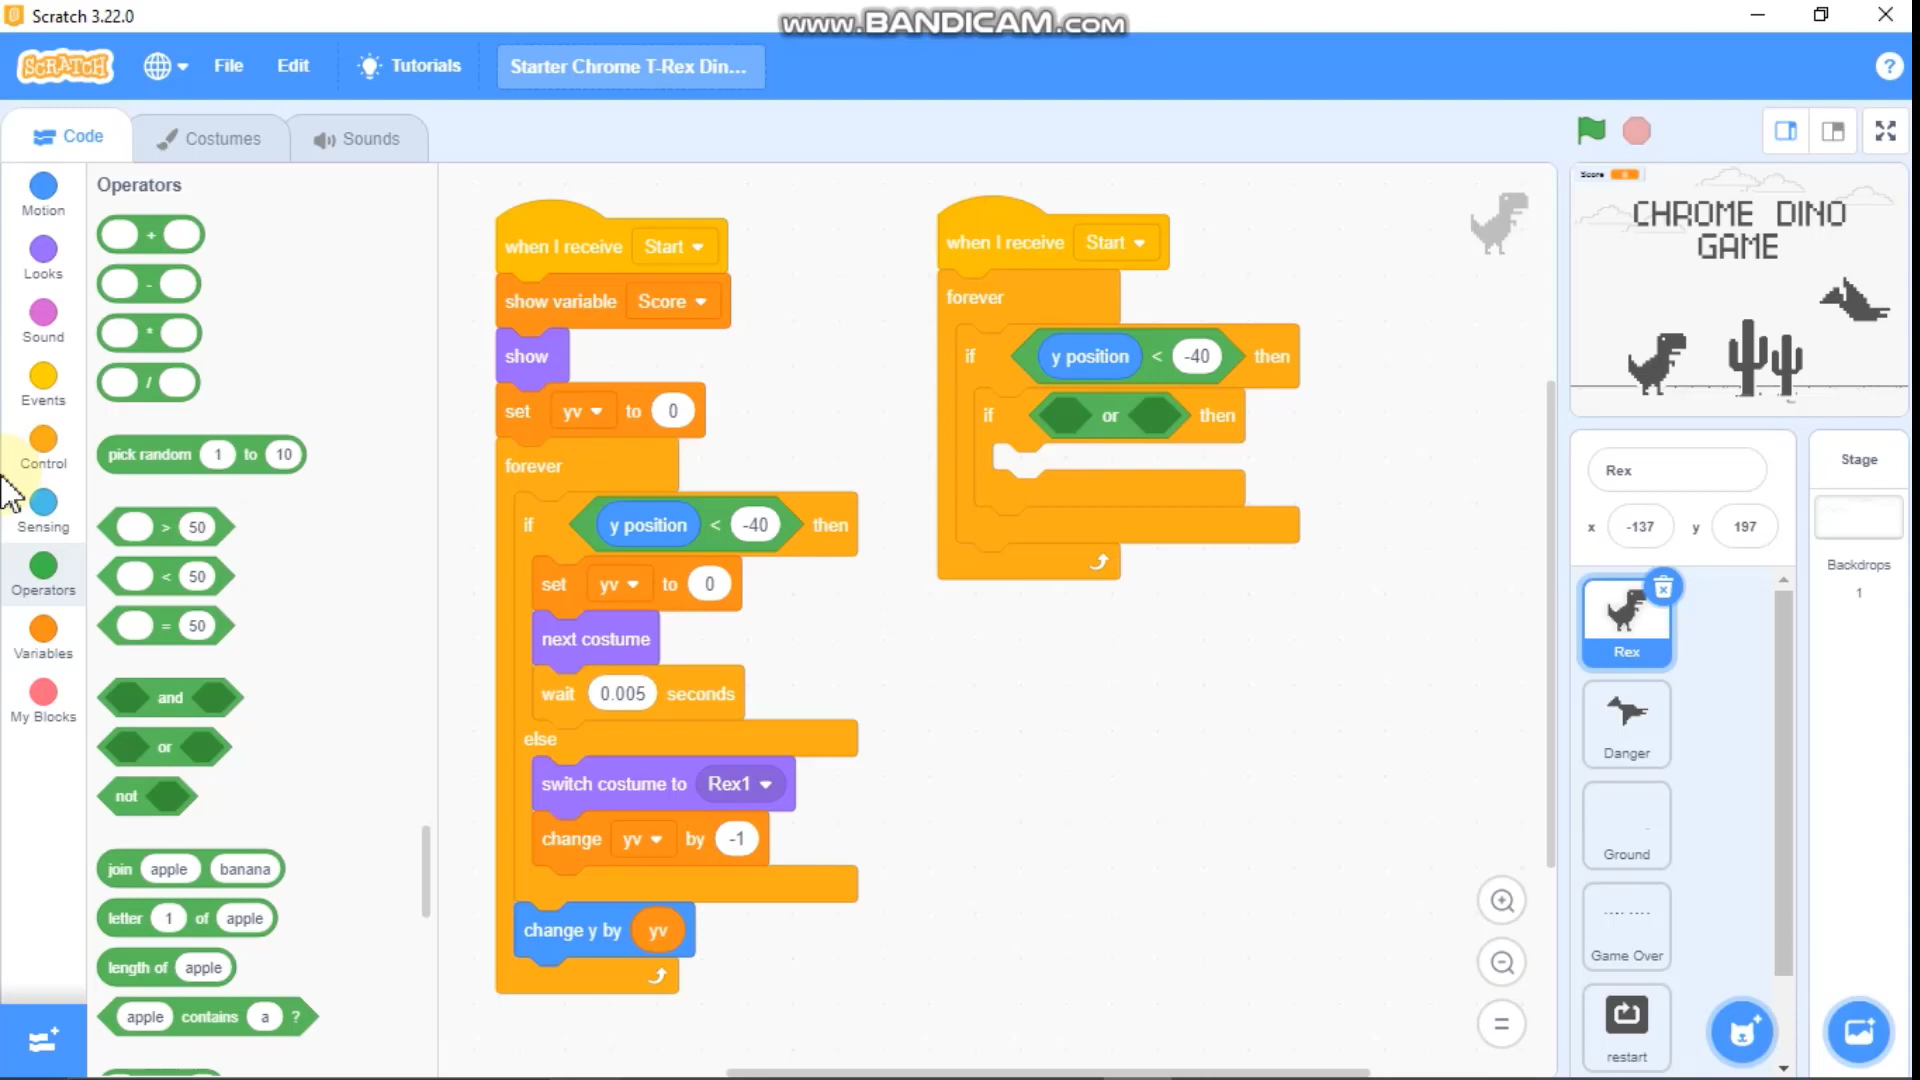 Scratch 3.22.0
www.BANDICAM.com
SCRATCH
File
Edit
Tutorials
Starter Chrome T-Rex Din...
?
Code
Costumes
Sounds
Motion
Looks
Sound
Events
Control
Sensing
Operators
Variables
My Blocks
Operators
+
-
*
/
pick random 1 to 10
> 50
< 50
= 50
and
or
not
join apple banana
letter 1 of apple
length of apple
apple contains a ?
when I receive Start
show variable Score
show
set yv to 0
forever
if y position < -40 then
set yv to 0
next costume
wait 0.005 seconds
else
switch costume to Rex1
change yv by -1
change y by yv
when I receive Start
forever
if y position < -40 then
if or then
Score
CHROME DINO
GAME
Rex
x -137 y 197
Rex
Danger
Ground
Game Over
restart
Stage
Backdrops
1